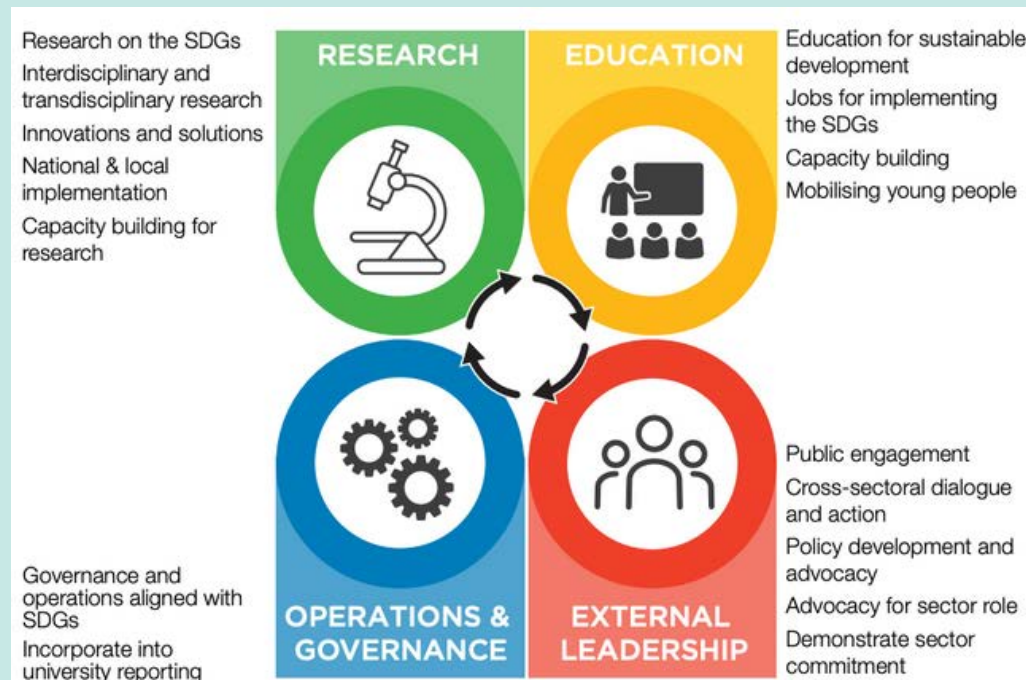 Research on the SDGs
Interdisciplinary and
transdisciplinary research
Innovations and solutions
National & local
implementation
Capacity building for
research
RESEARCH
EDUCATION
Education for sustainable
development
Jobs for implementing
the SDGs
Capacity building
Mobilising young people
Governance and
operations aligned with
SDGs
Incorporate into
university reporting
OPERATIONS &
GOVERNANCE
EXTERNAL
LEADERSHIP
Public engagement
Cross-sectoral dialogue
and action
Policy development and
advocacy
Advocacy for sector role
Demonstrate sector
commitment